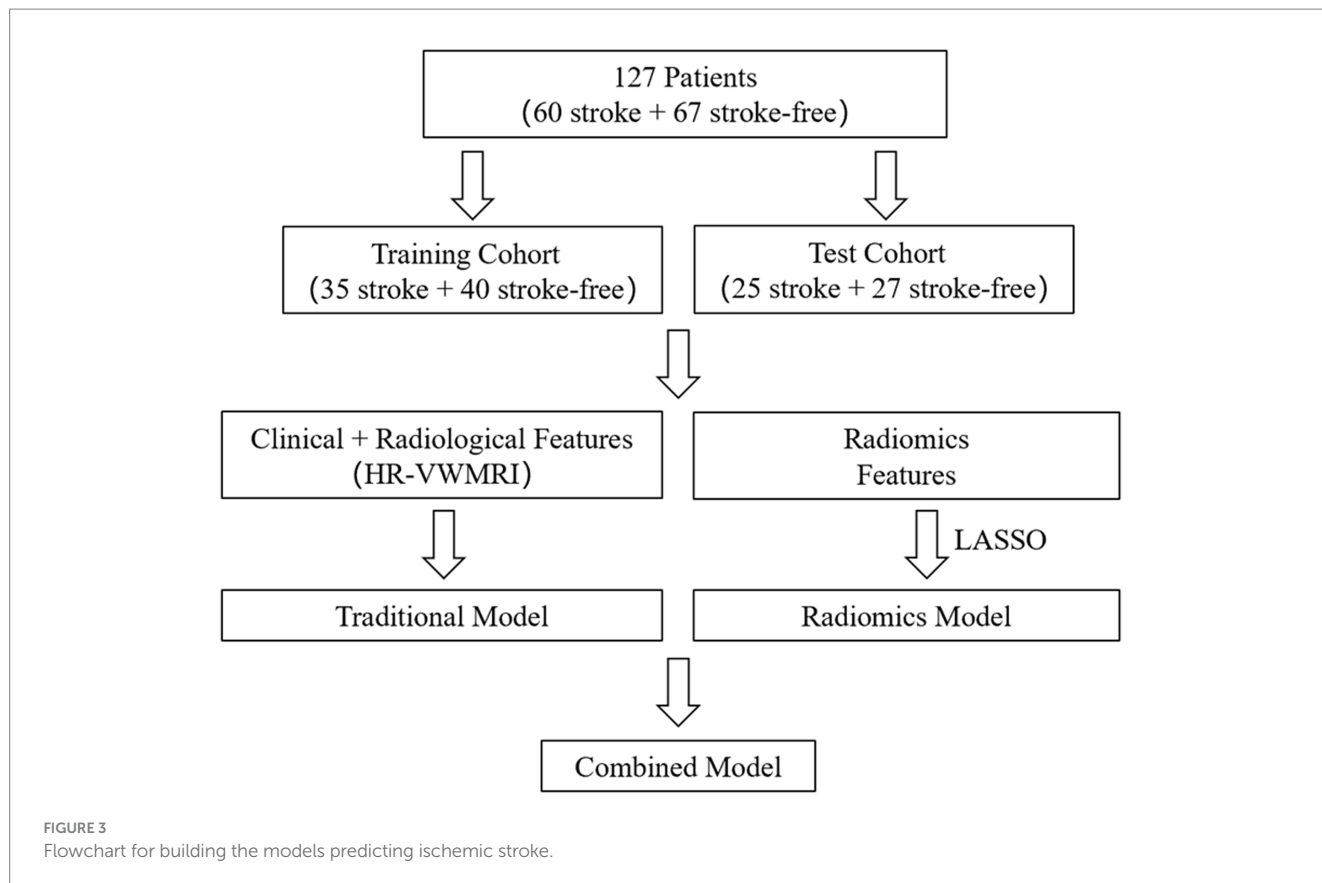 127 Patients
(60 stroke + 67 stroke-free)
Training Cohort
(35 stroke + 40 stroke-free)
Test Cohort
(25 stroke + 27 stroke-free)
Clinical + Radiological Features
(HR-VWMRI)
Radiomics
Features
LASSO
Traditional Model
Radiomics Model
Combined Model
FIGURE 3
Flowchart for building the models predicting ischemic stroke.